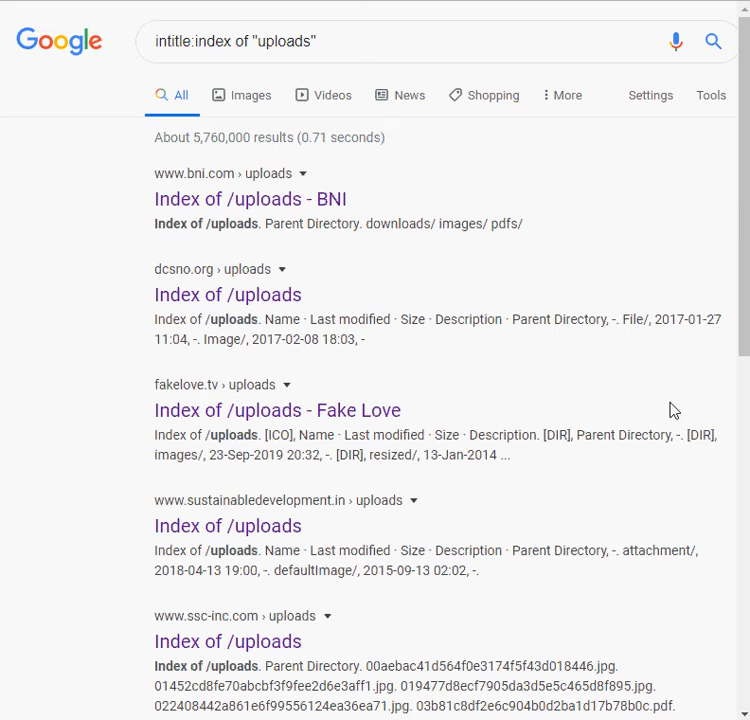 Google
intitle:index of "uploads"
All Images Videos News Shopping More Settings Tools
About 5,760,000 results (0.71 seconds)
www.bni.com › uploads
Index of /uploads - BNI
Index of /uploads. Parent Directory. downloads/ images/ pdfs/
dcsno.org › uploads
Index of /uploads
Index of /uploads. Name · Last modified · Size · Description · Parent Directory, -. File/, 2017-01-27
11:04, -. Image/, 2017-02-08 18:03, -
fakelove.tv › uploads
Index of /uploads - Fake Love
Index of /uploads. [ICO], Name · Last modified · Size · Description. [DIR], Parent Directory, -. [DIR],
images/, 23-Sep-2019 20:32, -. [DIR], resized/, 13-Jan-2014 ...
www.sustainabledevelopment.in › uploads
Index of /uploads
Index of /uploads. Name · Last modified · Size · Description · Parent Directory, -. attachment/,
2018-04-13 19:00, -. defaultImage/, 2015-09-13 02:02, -.
www.ssc-inc.com › uploads
Index of /uploads
Index of /uploads. Parent Directory. 00aebac41d564f0e3174f5f43d018446.jpg.
01452cd8fe70abcbf3f9fee2d6e3aff1.jpg. 019477d8ecf7905da3d5e5c465d8f895.jpg.
022408442a861e6f99556124ea36ea71.jpg. 03b81c8df2e6c904b0d2ba1d17b78b0c.pdf.